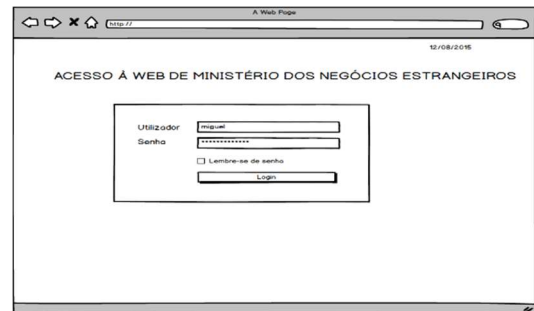 A Web Page
http://
12/08/2015
ACESSO Á WEB DE MINISTÉRIO DOS NEGÓCIOS ESTRANGEIROS
Utilizador miguel
Senha *************
Lembre-se de senha
Login